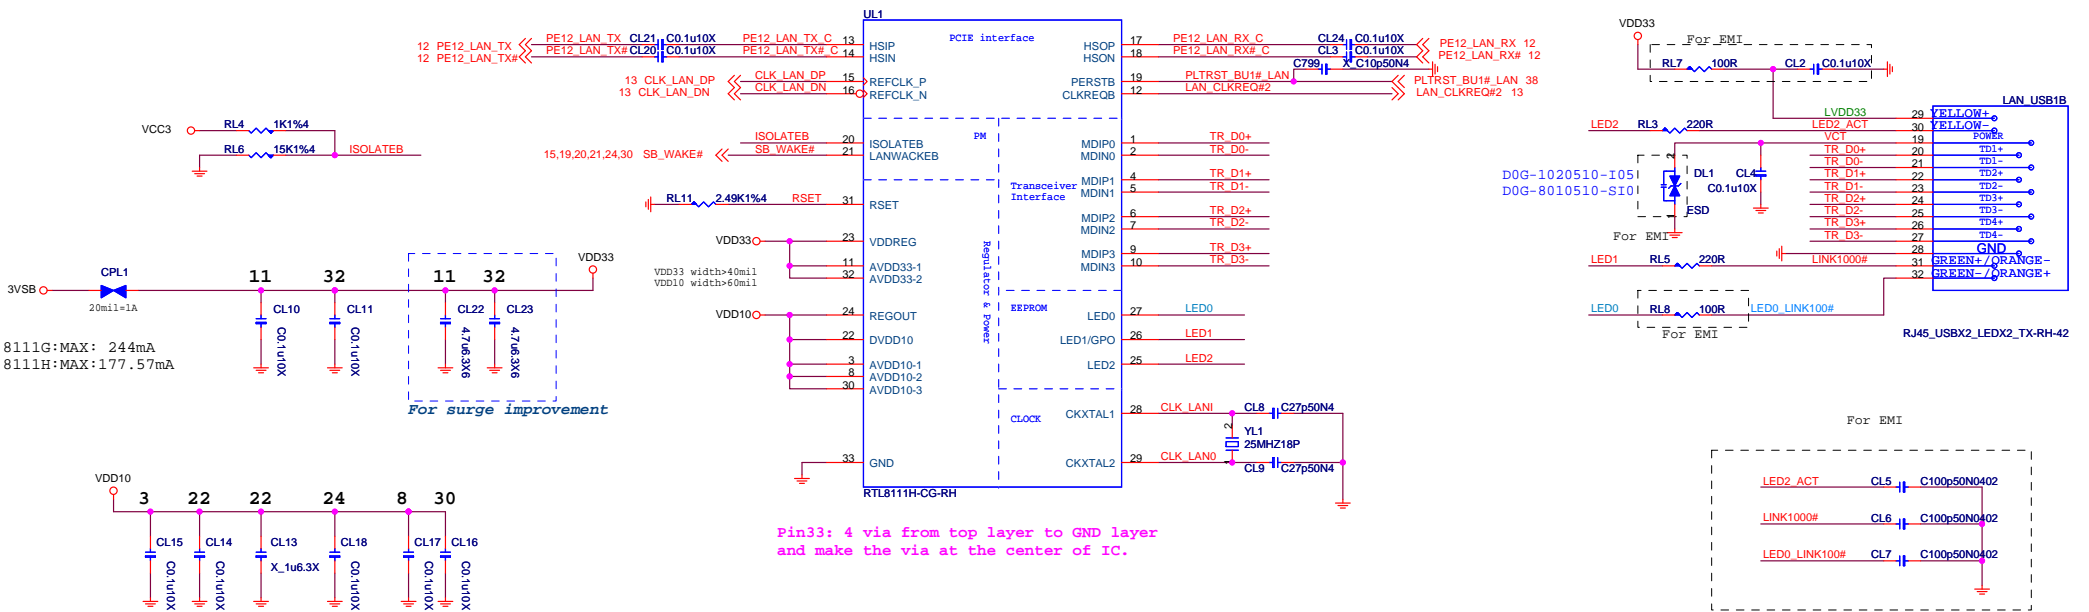 UL1
PCIE interface
12 PE12_LAN_TX
PE12_LAN_TX
CL21
C0.1u10X
PE12_LAN_TX_C
13
HSIP
12 PE12_LAN_TX#
PE12_LAN_TX#
CL20
C0.1u10X
PE12_LAN_TX#_C
14
HSIN
13 CLK_LAN_DP
CLK_LAN_DP
15
REFCLK_P
13 CLK_LAN_DN
CLK_LAN_DN
16
REFCLK_N
HSOP
17
PE12_LAN_RX_C
CL24
C0.1u10X
PE12_LAN_RX 12
HSON
18
PE12_LAN_RX#_C
CL3
C0.1u10X
PE12_LAN_RX# 12
C799
X_C10p50N4
PERSTB
19
PLTRST_BU1#_LAN
PLTRST_BU1#_LAN 38
CLKREQB
12
LAN_CLKREQ#2
LAN_CLKREQ#2 13
VCC3
RL4
1K1%4
RL6
15K1%4
ISOLATEB
PM
ISOLATEB
20
ISOLATEB
15,19,20,21,24,30 SB_WAKE#
SB_WAKE#
21
LANWACKEB
RL11
2.49K1%4
RSET
31
RSET
Transceiver
Interface
MDIP0
1
TR_D0+
MDIN0
2
TR_D0-
MDIP1
4
TR_D1+
MDIN1
5
TR_D1-
MDIP2
6
TR_D2+
MDIN2
7
TR_D2-
MDIP3
9
TR_D3+
MDIN3
10
TR_D3-
VDD33
23
VDDREG
11
AVDD33-1
32
AVDD33-2
VDD33 width>40mil
VDD10 width>60mil
VDD10
24
REGOUT
22
DVDD10
3
AVDD10-1
8
AVDD10-2
30
AVDD10-3
Regulator & Power
EEPROM
LED0
27
LED0
LED1/GPO
26
LED1
LED2
25
LED2
CLOCK
CKXTAL1
28
CLK_LANI
CL8
C27p50N4
2
YL1
25MHZ18P
1
CKXTAL2
29
CLK_LAN0
CL9
C27p50N4
33
GND
RTL8111H-CG-RH
Pin33: 4 via from top layer to GND layer
and make the via at the center of IC.
3VSB
CPL1
20mil=1A
11
32
11
32
VDD33
CL10
C0.1u10X
CL11
C0.1u10X
CL22
4.7u6.3X6
CL23
4.7u6.3X6
For surge improvement
8111G:MAX: 244mA
8111H:MAX:177.57mA
VDD10
3
22
22
24
8
30
CL15
C0.1u10X
CL14
C0.1u10X
CL13
X_1u6.3X
CL18
C0.1u10X
CL17
C0.1u10X
CL16
C0.1u10X
VDD33
For EMI
RL7
100R
CL2
C0.1u10X
LAN_USB1B
LVDD33
29
YELLOW+
LED2
RL3
220R
LED2_ACT
30
YELLOW-
VCT
19
POWER
TR_D0+
20
TD1+
TR_D0-
21
TD1-
TR_D1+
22
TD2+
TR_D1-
23
TD2-
TR_D2+
24
TD3+
TR_D2-
25
TD3-
TR_D3+
26
TD4+
TR_D3-
27
TD4-
28
GND
D0G-1020510-I05
D0G-8010510-SI0
2
DL1
1
ESD
CL4
C0.1u10X
For EMI
LED1
RL5
220R
LINK1000#
31
GREEN+/ORANGE-
32
GREEN-/ORANGE+
LED0
RL8
100R
LED0_LINK100#
For EMI
RJ45_USBX2_LEDX2_TX-RH-42
For EMI
LED2_ACT
CL5
C100p50N0402
LINK1000#
CL6
C100p50N0402
LED0_LINK100#
CL7
C100p50N0402